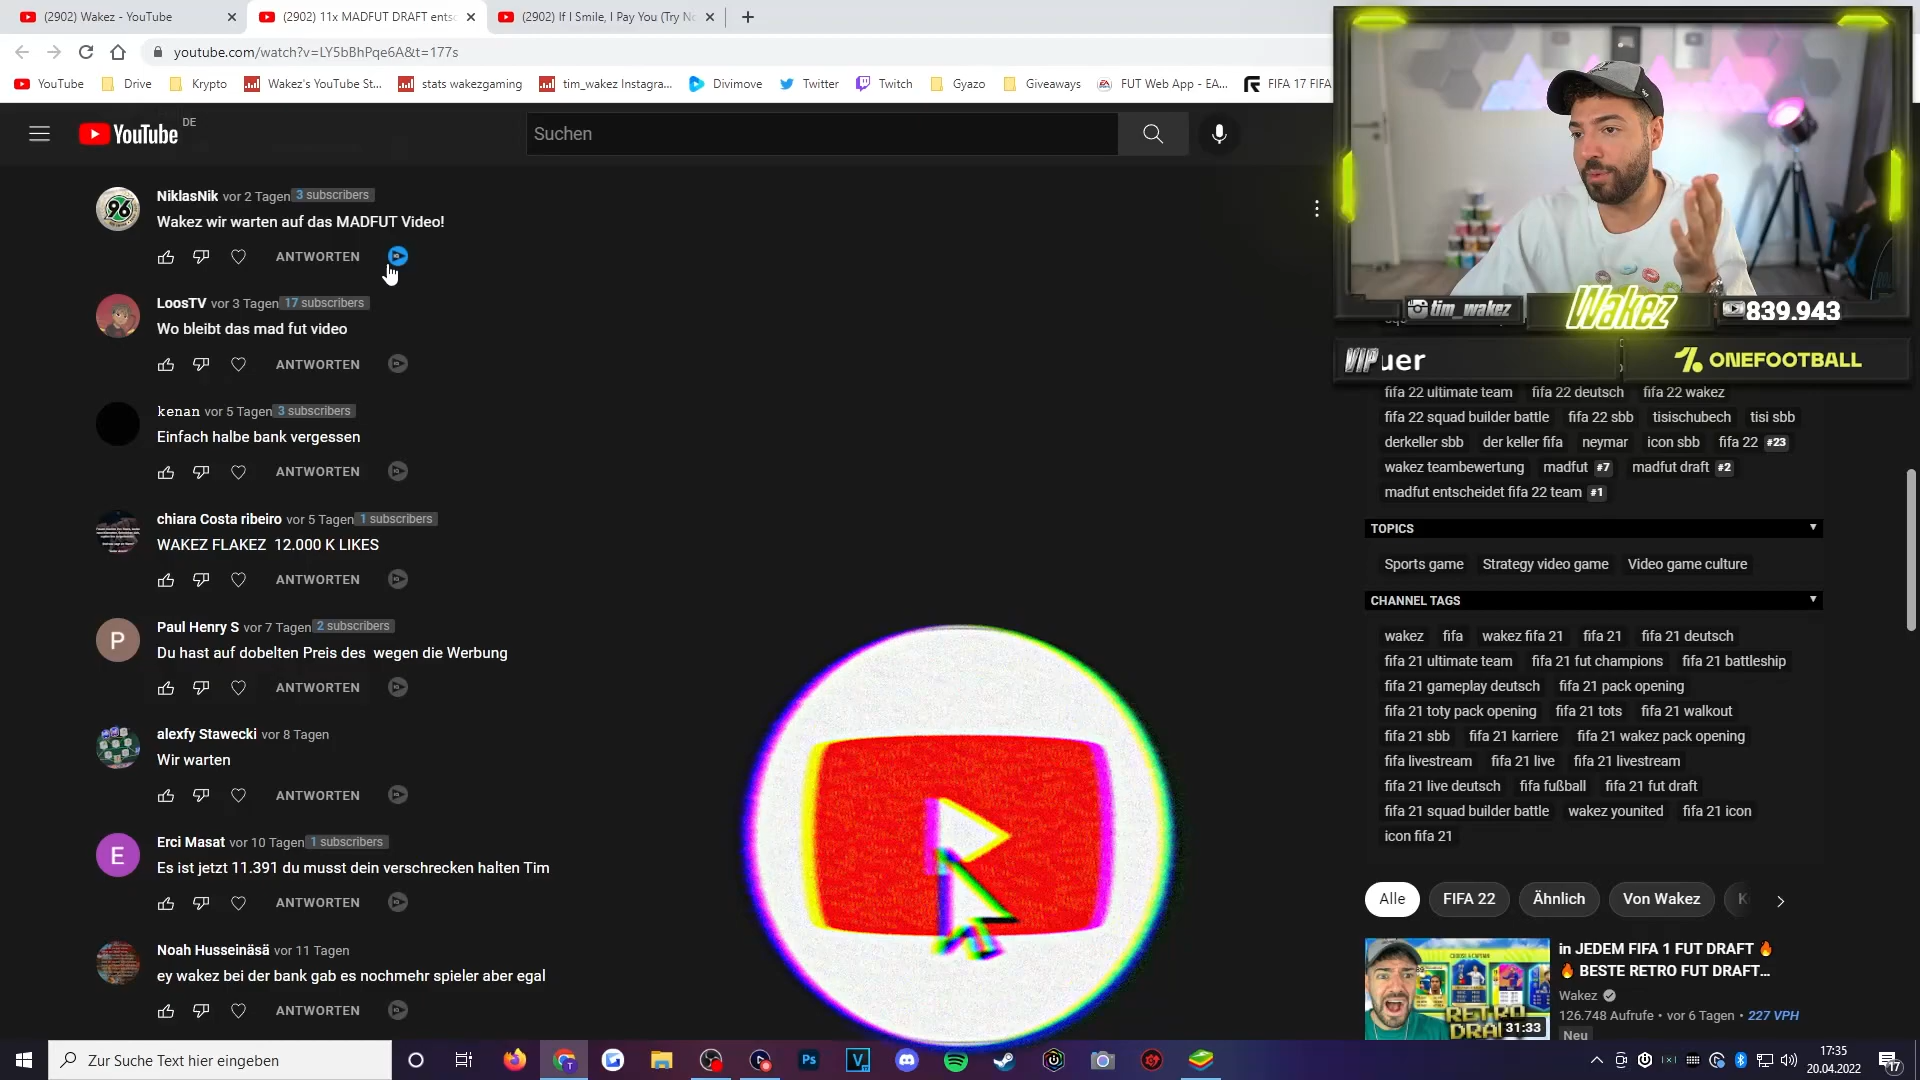 (2902) Wakez - YouTube
(2902) 11x MADFUT DRAFT entsc
(2902) If I Smile, I Pay You (Try No
youtube.com/watch?v=LY5bBhPqe6A&t=177s
YouTube
Drive
Krypto
Wakez's YouTube St...
stats wakezgaming
tim_wakez Instagra...
Divimove
Twitter
Twitch
Gyazo
Giveaways
FUT Web App - EA...
FIFA 17 FIFA
YouTube
DE
Suchen
NiklasNik vor 2 Tagen 3 subscribers
Wakez wir warten auf das MADFUT Video!
ANTWORTEN
LoosTV vor 3 Tagen 17 subscribers
Wo bleibt das mad fut video
ANTWORTEN
kenan vor 5 Tagen 3 subscribers
Einfach halbe bank vergessen
ANTWORTEN
chiara Costa ribeiro vor 5 Tagen 1 subscribers
WAKEZ FLAKEZ 12.000 K LIKES
ANTWORTEN
P
Paul Henry S vor 7 Tagen 2 subscribers
Du hast auf dobelten Preis des wegen die Werbung
ANTWORTEN
alexfy Stawecki vor 8 Tagen
Wir warten
ANTWORTEN
E
Erci Masat vor 10 Tagen 1 subscribers
Es ist jetzt 11.391 du musst dein verschrecken halten Tim
ANTWORTEN
Noah Husseinäsä vor 11 Tagen
ey wakez bei der bank gab es nochmehr spieler aber egal
ANTWORTEN
tim_wakez
Wakez
839.943
VIP
uer
ONEFOOTBALL
fifa 22 ultimate team fifa 22 deutsch fifa 22 wakez
fifa 22 squad builder battle fifa 22 sbb tisischubech tisi sbb
derkeller sbb der keller fifa neymar icon sbb fifa 22 #23
wakez teambewertung madfut #7 madfut draft #2
madfut entscheidet fifa 22 team #1
TOPICS
Sports game Strategy video game Video game culture
CHANNEL TAGS
wakez fifa wakez fifa 21 fifa 21 fifa 21 deutsch
fifa 21 ultimate team fifa 21 fut champions fifa 21 battleship
fifa 21 gameplay deutsch fifa 21 pack opening
fifa 21 toty pack opening fifa 21 tots fifa 21 walkout
fifa 21 sbb fifa 21 karriere fifa 21 wakez pack opening
fifa livestream fifa 21 live fifa 21 livestream
fifa 21 live deutsch fifa fußball fifa 21 fut draft
fifa 21 squad builder battle wakez younited fifa 21 icon
icon fifa 21
Alle FIFA 22 Ähnlich Von Wakez K
in JEDEM FIFA 1 FUT DRAFT
BESTE RETRO FUT DRAFT...
Wakez
126.748 Aufrufe • vor 6 Tagen • 227 VPH
Neu
31:33
Zur Suche Text hier eingeben
Ps
V
17:35
20.04.2022
17